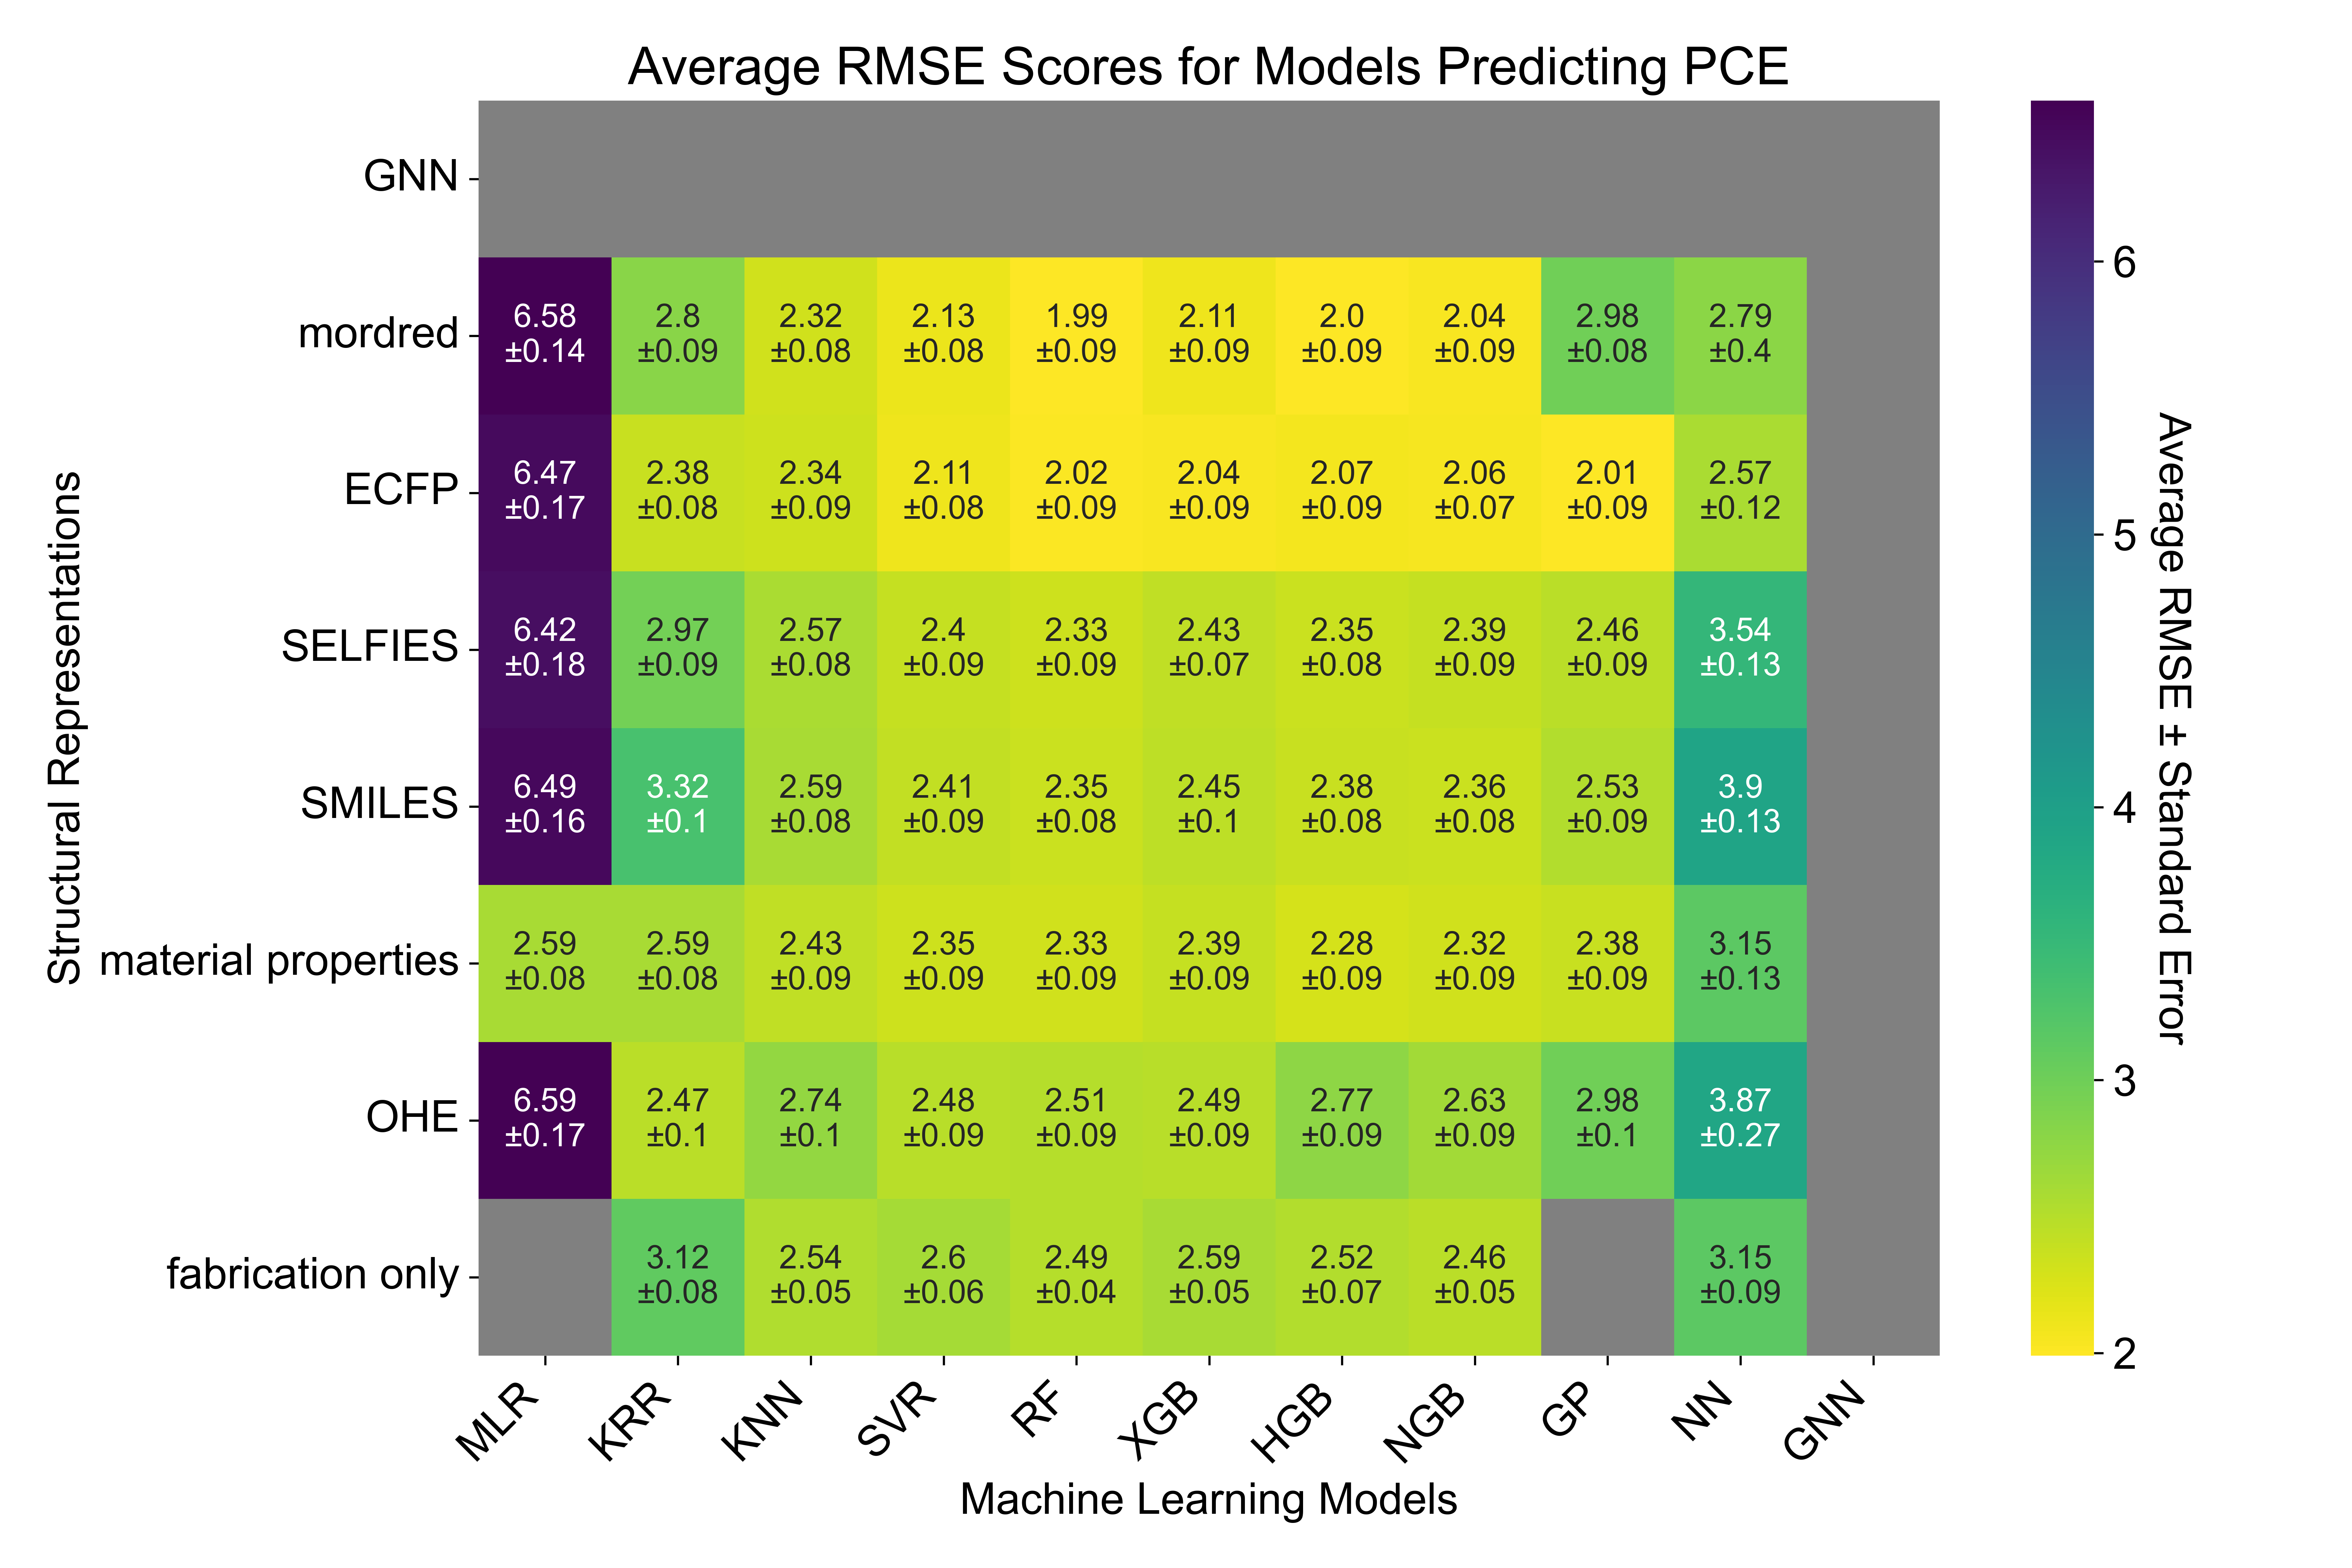 Average RMSE Scores for Models Predicting PCE
Structural Representations
GNN
mordred
6.58 2.8 2.32 2.13 1.99 2.11 2.0 2.04 2.98 2.79
±0.14 ±0.09 ±0.08 ±0.08 ±0.09 ±0.09 ±0.09 ±0.09 ±0.08 ±0.4
ECFP
6.47 2.38 2.34 2.11 2.02 2.04 2.07 2.06 2.01 2.57
±0.17 ±0.08 ±0.09 ±0.08 ±0.09 ±0.09 ±0.09 ±0.07 ±0.09 ±0.12
SELFIES
6.42 2.97 2.57 2.4 2.33 2.43 2.35 2.39 2.46 3.54
±0.18 ±0.09 ±0.08 ±0.09 ±0.09 ±0.07 ±0.08 ±0.09 ±0.09 ±0.13
SMILES
6.49 3.32 2.59 2.41 2.35 2.45 2.38 2.36 2.53 3.9
±0.16 ±0.1 ±0.08 ±0.09 ±0.08 ±0.1 ±0.08 ±0.08 ±0.09 ±0.13
material properties
2.59 2.59 2.43 2.35 2.33 2.39 2.28 2.32 2.38 3.15
±0.08 ±0.08 ±0.09 ±0.09 ±0.09 ±0.09 ±0.09 ±0.09 ±0.09 ±0.13
OHE
6.59 2.47 2.74 2.48 2.51 2.49 2.77 2.63 2.98 3.87
±0.17 ±0.1 ±0.1 ±0.09 ±0.09 ±0.09 ±0.09 ±0.09 ±0.1 ±0.27
fabrication only
3.12 2.54 2.6 2.49 2.59 2.52 2.46 3.15
±0.08 ±0.05 ±0.06 ±0.04 ±0.05 ±0.07 ±0.05 ±0.09
MLR KRR KNN SVR RF XGB HGB NGB GP NN GNN
Machine Learning Models
6
5
4
3
2
Average RMSE ± Standard Error